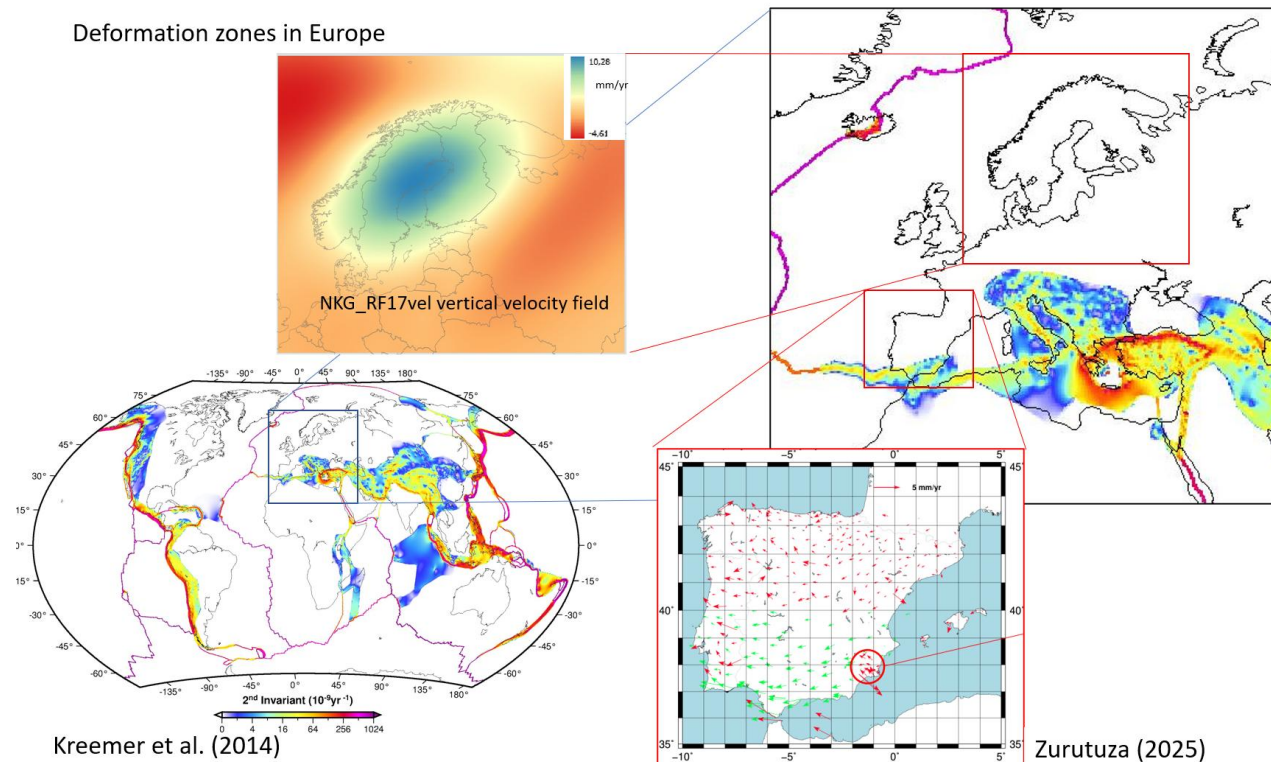 Deformation zones in Europe
10,28
mm/yr
-4,61
NKG_RF17vel vertical velocity field
-135° -90° -45° 0° 45° 90° 135° 180°
75° 75°
60° 60°
45° 45°
30° 30°
15° 15°
0° 0°
-15° -15°
-30° -30°
-45° -45°
-60° -60°
-135° -90° -45° 0° 45° 90° 135° 180°
2nd Invariant (10-9yr -1)
0 4 16 64 256 1024
Kreemer et al. (2014)
-10° -5° 0° 5°
45° 45°
5 mm/yr
40° 40°
35° 35°
-10° -5° 0° 5°
Zurutuza (2025)